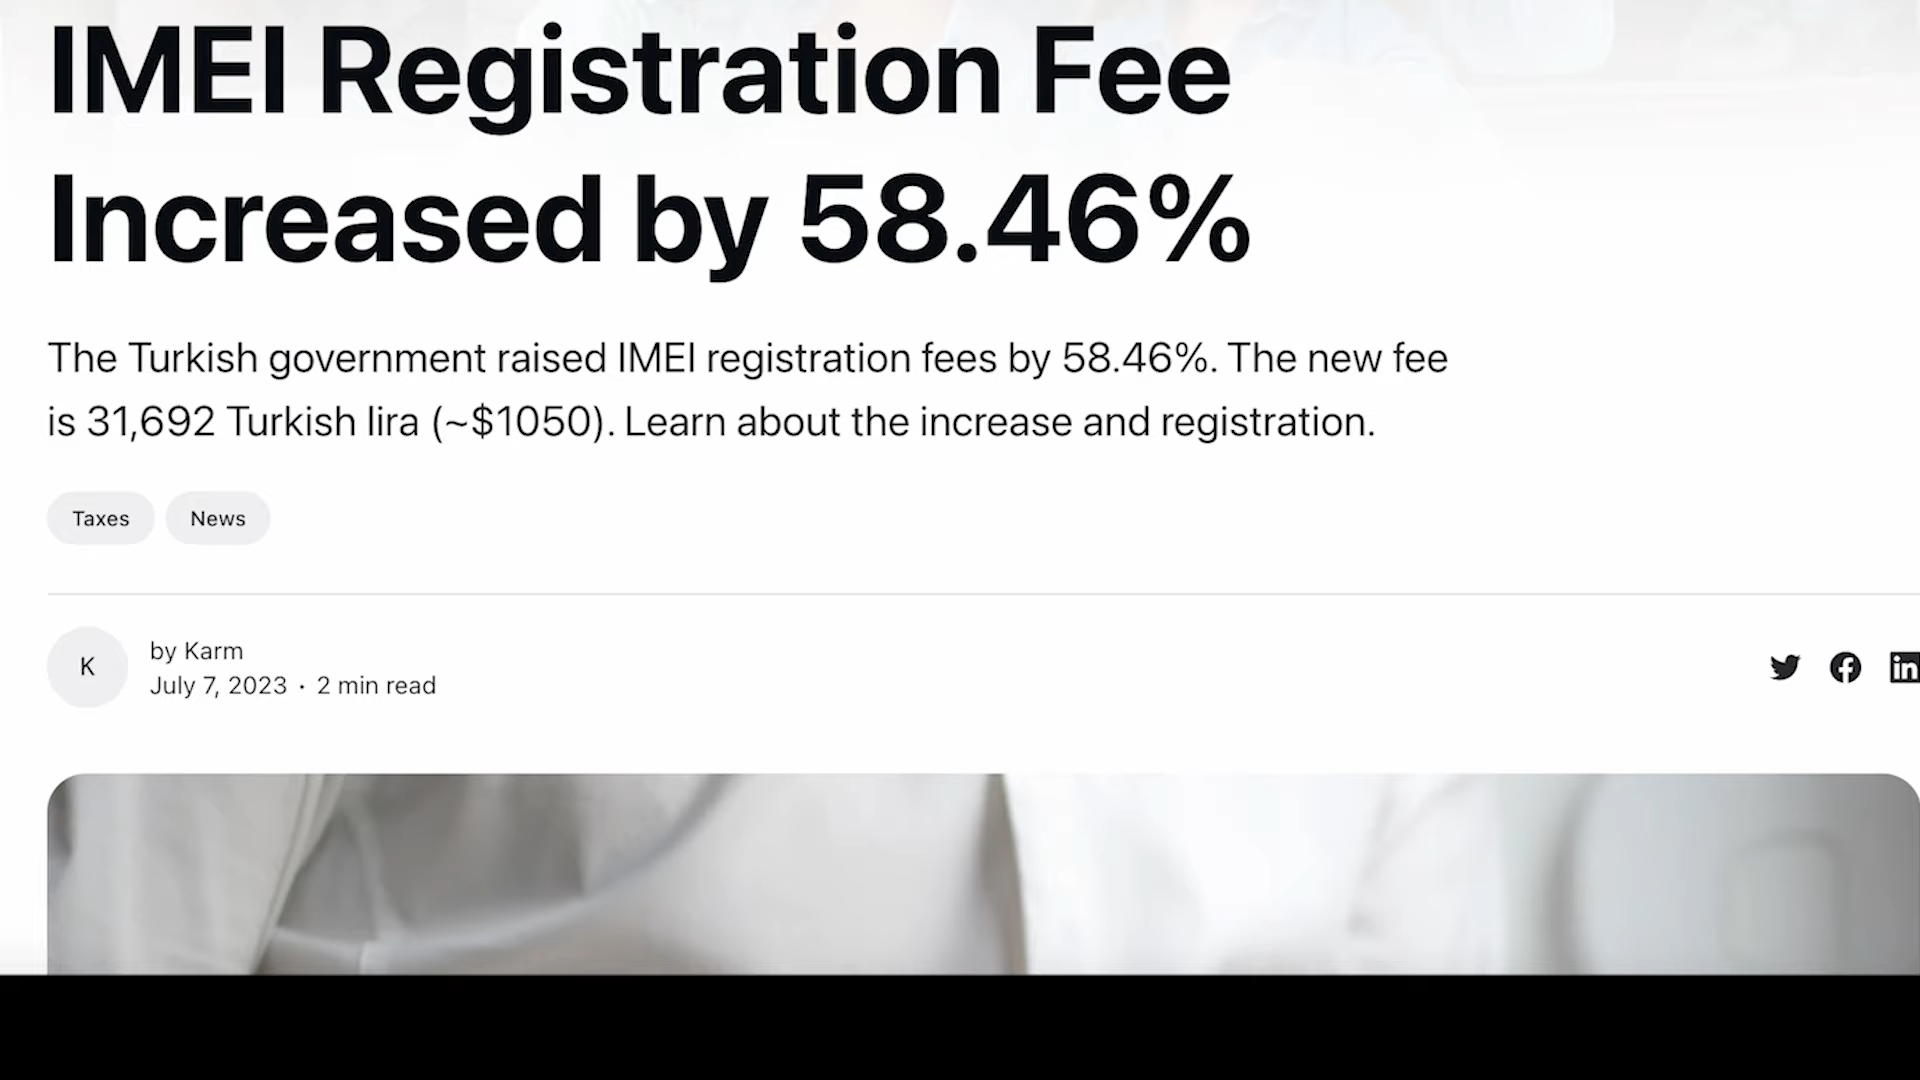 IMEI Registration Fee
Increased by 58.46%
The Turkish government raised IMEI registration fees by 58.46%. The new fee
is 31,692 Turkish lira (~$1050). Learn about the increase and registration.
Taxes News
K
by Karm
July 7, 2023 · 2 min read
in